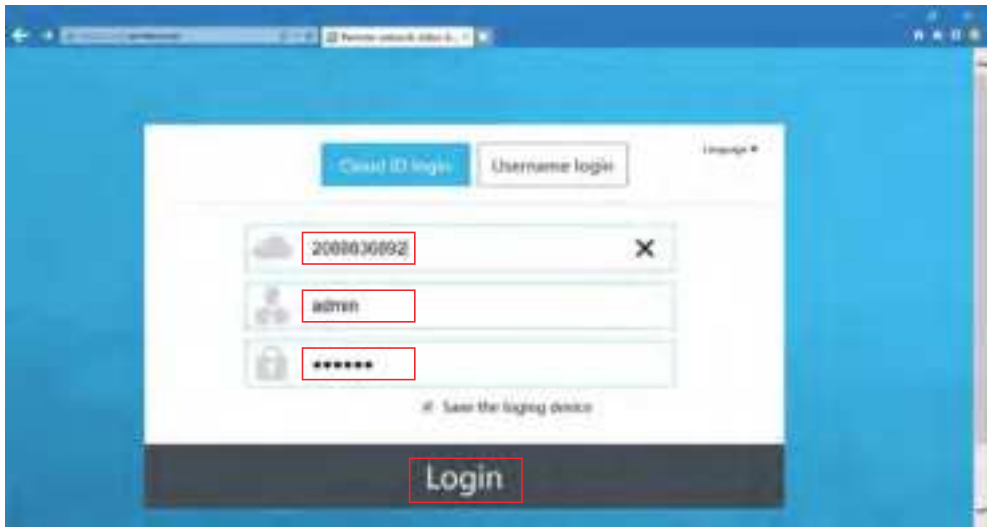 Cloud ID login
Username login
Language
2088836892
admin
••••••
Save the loging device
Login